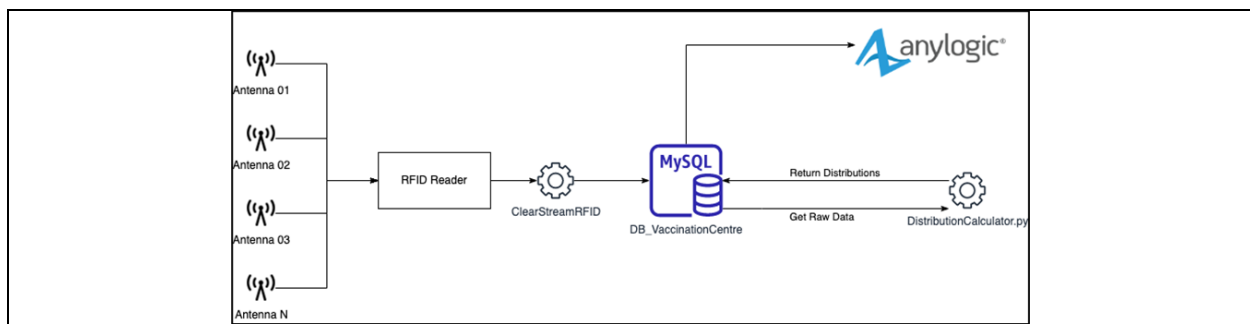 anylogic®
Antenna 01
Antenna 02
Antenna 03
Antenna N
RFID Reader
ClearStreamRFID
MySQL
DB_VaccinationCentre
Return Distributions
Get Raw Data
DistributionCalculator.py